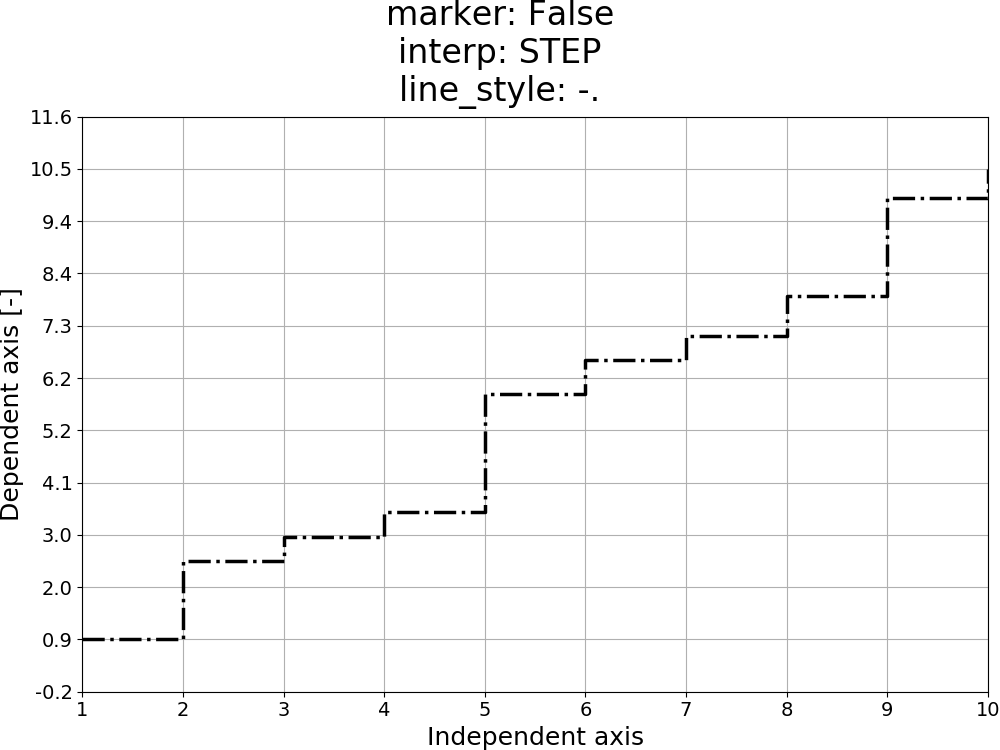 marker: False
interp: STEP
line_style: -.
11.6
10.5
9.4
8.4
7.3
6.2
5.2
4.1
3.0
2.0
0.9
-0.2
Dependent axis [-]
1 2 3 4 5 6 7 8 9 10
Independent axis